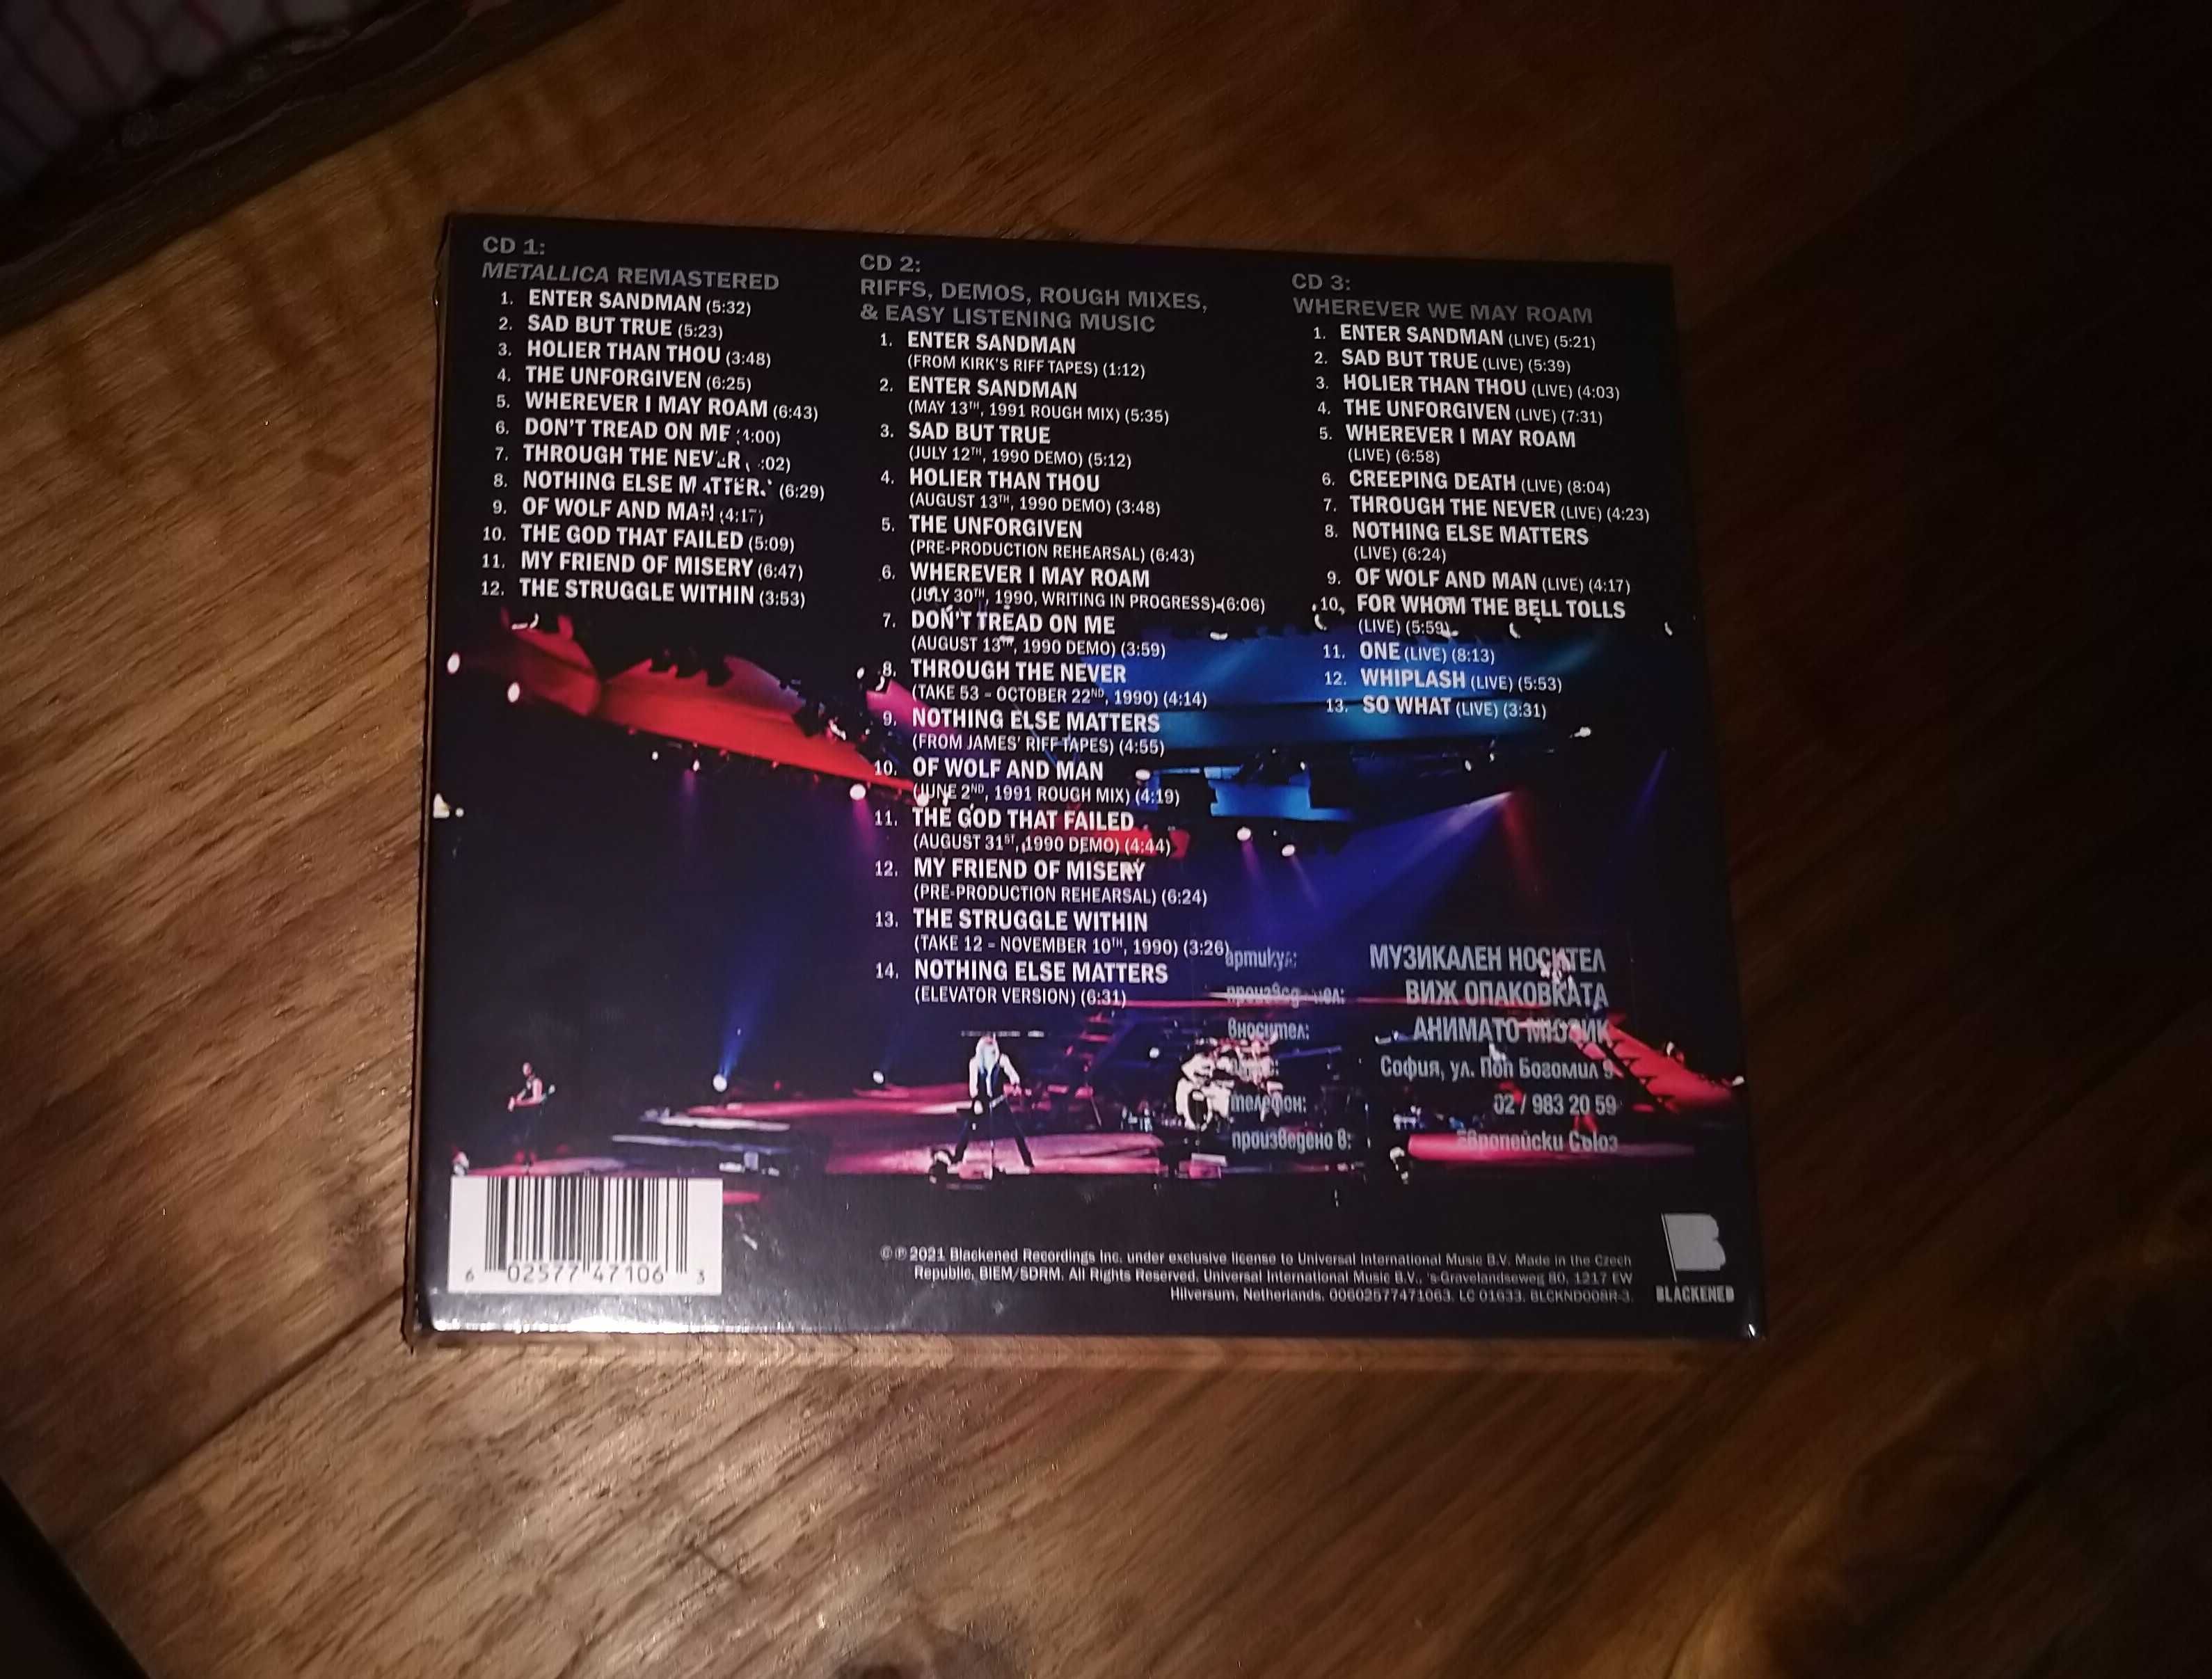 CD 1:
METALLICA REMASTERED
1. ENTER SANDMAN (5:32)
2. SAD BUT TRUE (5:23)
3. HOLIER THAN THOU (3:48)
4. THE UNFORGIVEN (6:25)
5. WHEREVER I MAY ROAM (6:43)
6. DON'T TREAD ON ME
7. THROUGH THE NEVER
8. NOTHING ELSE MATTERS (6:29)
9. OF WOLF AND MAN (4:17)
10. THE GOD THAT FAILED (5:09)
11. MY FRIEND OF MISERY (6:47)
12. THE STRUGGLE WITHIN (3:53)
CD 2:
RIFFS, DEMOS, ROUGH MIXES,
& EASY LISTENING MUSIC
1. ENTER SANDMAN
(FROM KIRK'S RIFF TAPES) (1:12)
2. ENTER SANDMAN
(MAY 13TH, 1991 ROUGH MIX) (5:35)
3. SAD BUT TRUE
(JULY 12TH, 1990 DEMO) (5:12)
4. HOLIER THAN THOU
(AUGUST 13TH, 1990 DEMO) (3:48)
5. THE UNFORGIVEN
(PRE-PRODUCTION REHEARSAL) (6:43)
6. WHEREVER I MAY ROAM
(JULY 30TH, 1990, WRITING IN PROGRESS) (6:06)
7. DON'T TREAD ON ME
(AUGUST 13TH, 1990 DEMO) (3:59)
8. THROUGH THE NEVER
(TAKE 53 – OCTOBER 22ND, 1990) (4:14)
9. NOTHING ELSE MATTERS
(FROM JAMES' RIFF TAPES) (4:55)
10. OF WOLF AND MAN
(JUNE 2ND, 1991 ROUGH MIX) (4:19)
11. THE GOD THAT FAILED
(AUGUST 31ST, 1990 DEMO) (4:44)
12. MY FRIEND OF MISERY
(PRE-PRODUCTION REHEARSAL) (6:24)
13. THE STRUGGLE WITHIN
(TAKE 12 – NOVEMBER 10TH, 1990) (3:26)
14. NOTHING ELSE MATTERS
(ELEVATOR VERSION) (6:31)
CD 3:
WHEREVER WE MAY ROAM
1. ENTER SANDMAN (LIVE) (5:21)
2. SAD BUT TRUE (LIVE) (5:39)
3. HOLIER THAN THOU (LIVE) (4:03)
4. THE UNFORGIVEN (LIVE) (7:31)
5. WHEREVER I MAY ROAM
(LIVE) (6:58)
6. CREEPING DEATH (LIVE) (8:04)
7. THROUGH THE NEVER (LIVE) (4:23)
8. NOTHING ELSE MATTERS
(LIVE) (6:24)
9. OF WOLF AND MAN (LIVE) (4:17)
10. FOR WHOM THE BELL TOLLS
(LIVE) (5:59)
11. ONE (LIVE) (8:13)
12. WHIPLASH (LIVE) (5:53)
13. SO WHAT (LIVE) (3:31)
артикул: МУЗИКАЛЕН НОСИТЕЛ
производител: ВИЖ ОПАКОВКАТА
вносител: АНИМАТО МЮЗИК
София, ул. Поп Богомил 9
телефон: 02 / 983 20 59
произведено в: Европейски Съюз
6 02577 47106 3
©℗ 2021 Blackened Recordings Inc. under exclusive license to Universal International Music B.V. Made in the Czech
Republic, BIEM/SDRM. All Rights Reserved. Universal International Music B.V., 's-Gravelandseweg 80, 1217 EW
Hilversum, Netherlands. 00602577471063. LC 01633. BLCKND008R-3.
B
BLACKENED